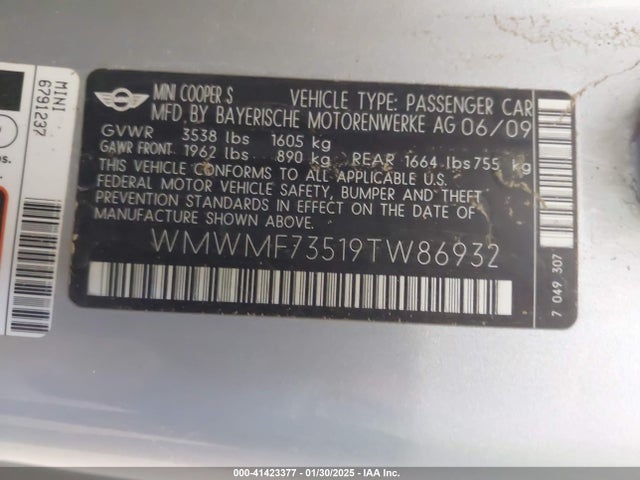 MINI COOPER S VEHICLE TYPE: PASSENGER CAR
MFD. BY BAYERISCHE MOTORENWERKE AG 06/09
GVWR 3538 lbs 1605 kg
GAWR FRONT: 1962 lbs 890 kg REAR 1664 lbs 755 kg
THIS VEHICLE CONFORMS TO ALL APPLICABLE U.S.
FEDERAL MOTOR VEHICLE SAFETY, BUMPER AND THEFT
PREVENTION STANDARDS IN EFFECT ON THE DATE OF
MANUFACTURE SHOWN ABOVE.
WMWMF73519TW86932
7 049 307
MINI
6791237
000-41423377 - 01/30/2025 - IAA Inc.